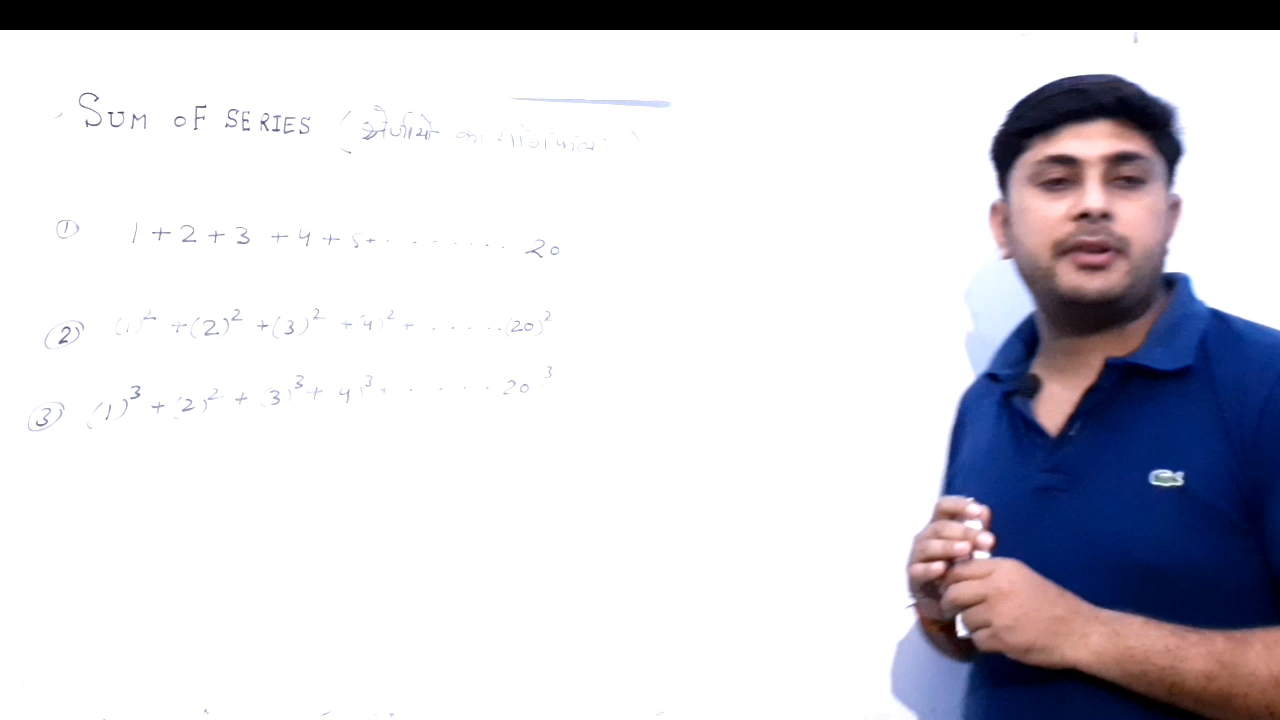 SUM OF SERIES (श्रेणीयो का योगफल)
① 1 + 2 + 3 + 4 + 5 + . . . . . . . . 20
② (1)² + (2)² + (3)² + (4)² + . . . . . . (20)²
③ (1)³ + (2)² + (3)³ + (4)³ + . . . . . 20³